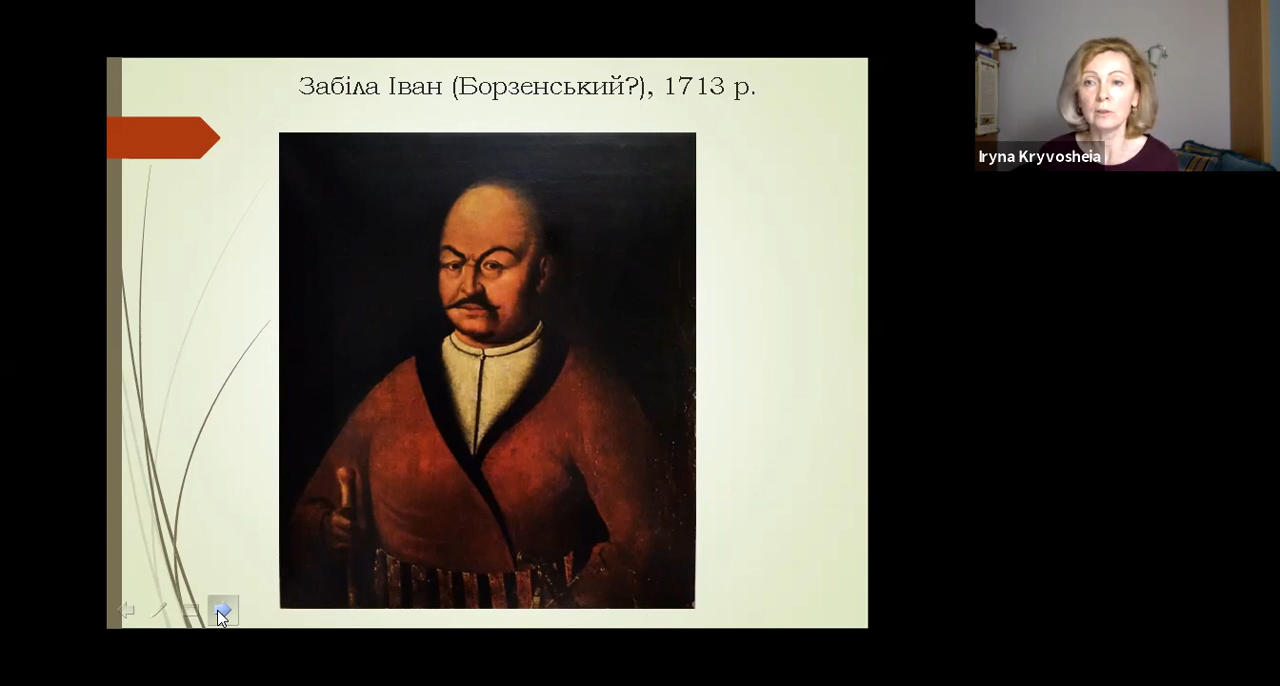 Забіла Іван (Борзенський?), 1713 р.
Iryna Kryvosheia